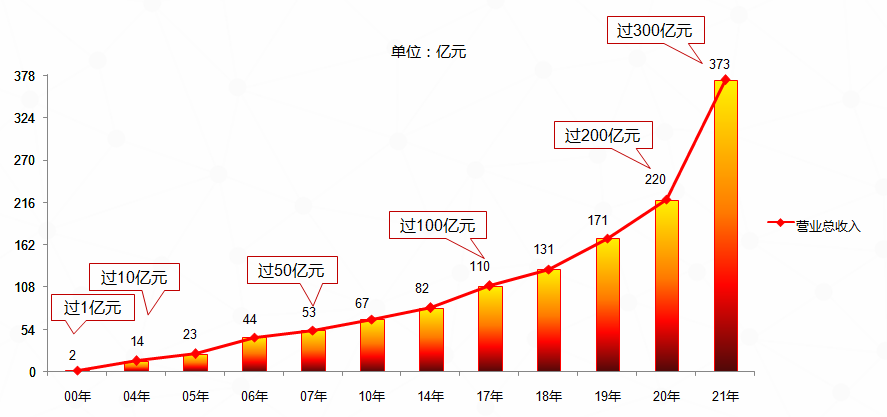 单位：亿元
过300亿元
373
378
324
过200亿元
270
220
216
过100亿元
171
营业总收入
162
131
110
过50亿元
过10亿元
108
82
过1亿元
67
53
44
54
23
14
2
0
00年 04年 05年 06年 07年 10年 14年 17年 18年 19年 20年 21年